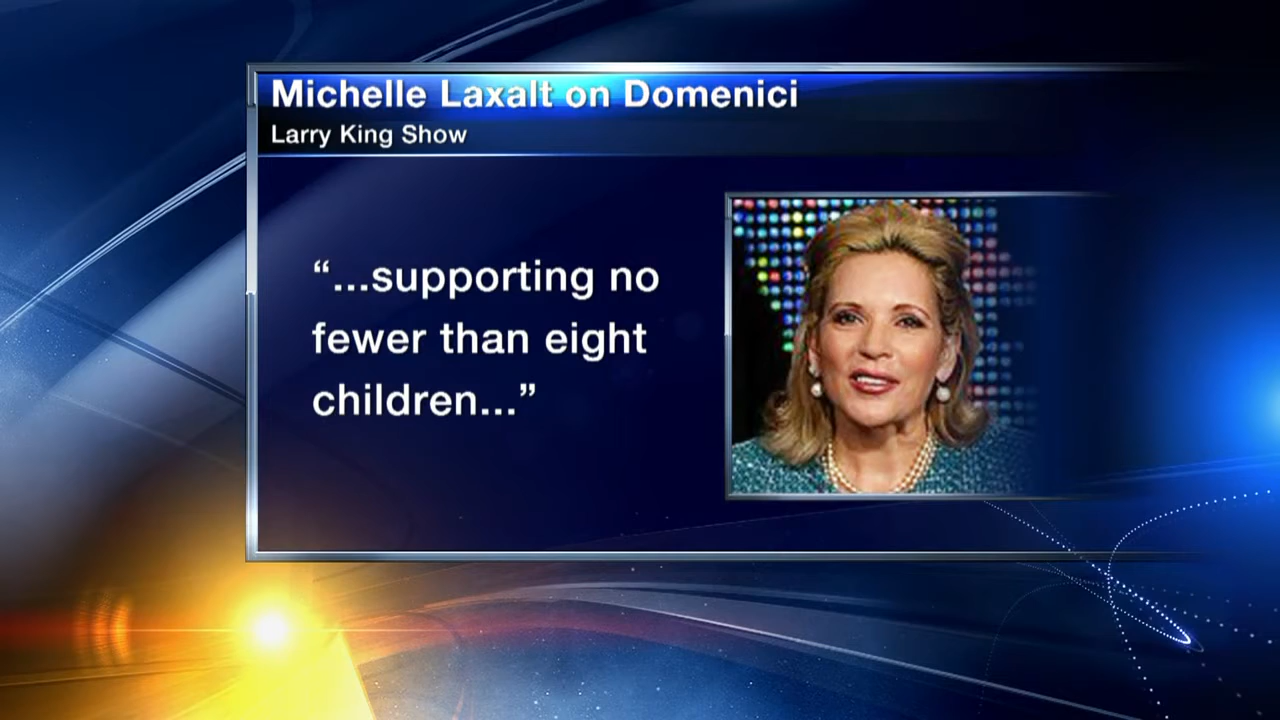 Michelle Laxalt on Domenici
Larry King Show
“...supporting no
fewer than eight
children...”